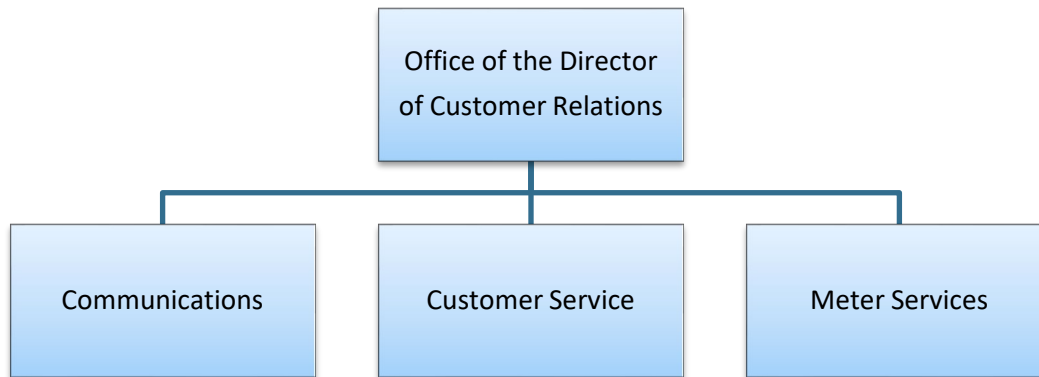 Office of the Director
of Customer Relations
Communications
Customer Service
Meter Services